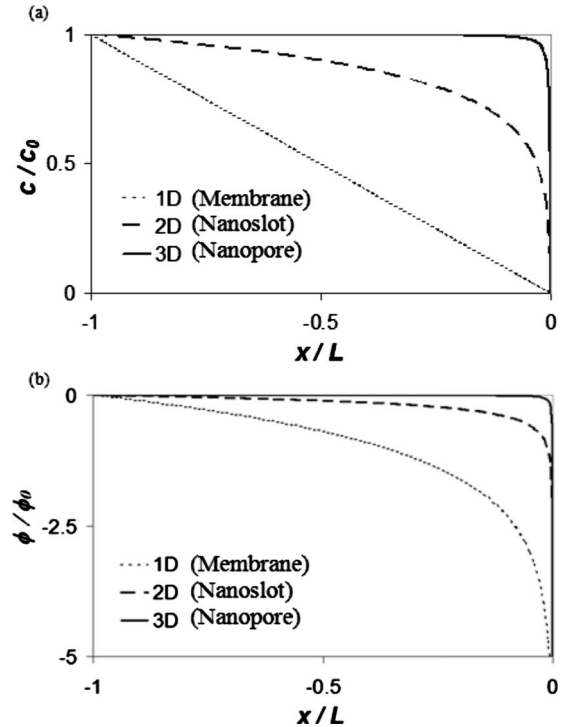 (a)
1
0.5
0
c / c0
1D (Membrane)
2D (Nanoslot)
3D (Nanopore)
-1
-0.5
0
x / L
(b)
0
-2.5
-5
ϕ / ϕ0
1D (Membrane)
2D (Nanoslot)
3D (Nanopore)
-1
-0.5
0
x / L